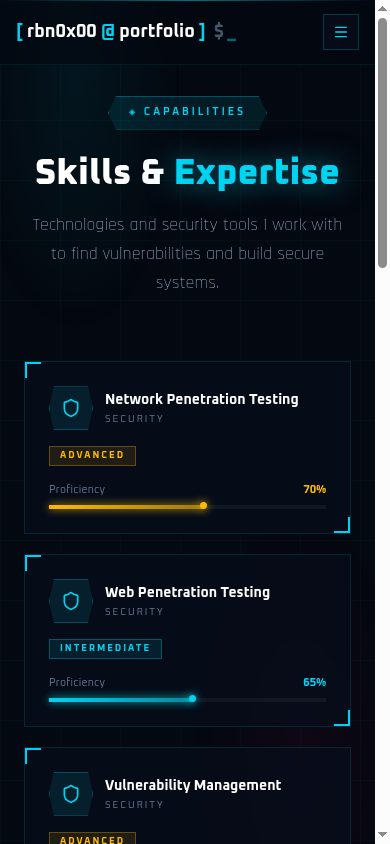 [ rbn0x00 @ portfolio ] $_
◈ CAPABILITIES
Skills & Expertise
Technologies and security tools I work with
to find vulnerabilities and build secure
systems.
Network Penetration Testing
SECURITY
ADVANCED
Proficiency 70%
Web Penetration Testing
SECURITY
INTERMEDIATE
Proficiency 65%
Vulnerability Management
SECURITY
ADVANCED